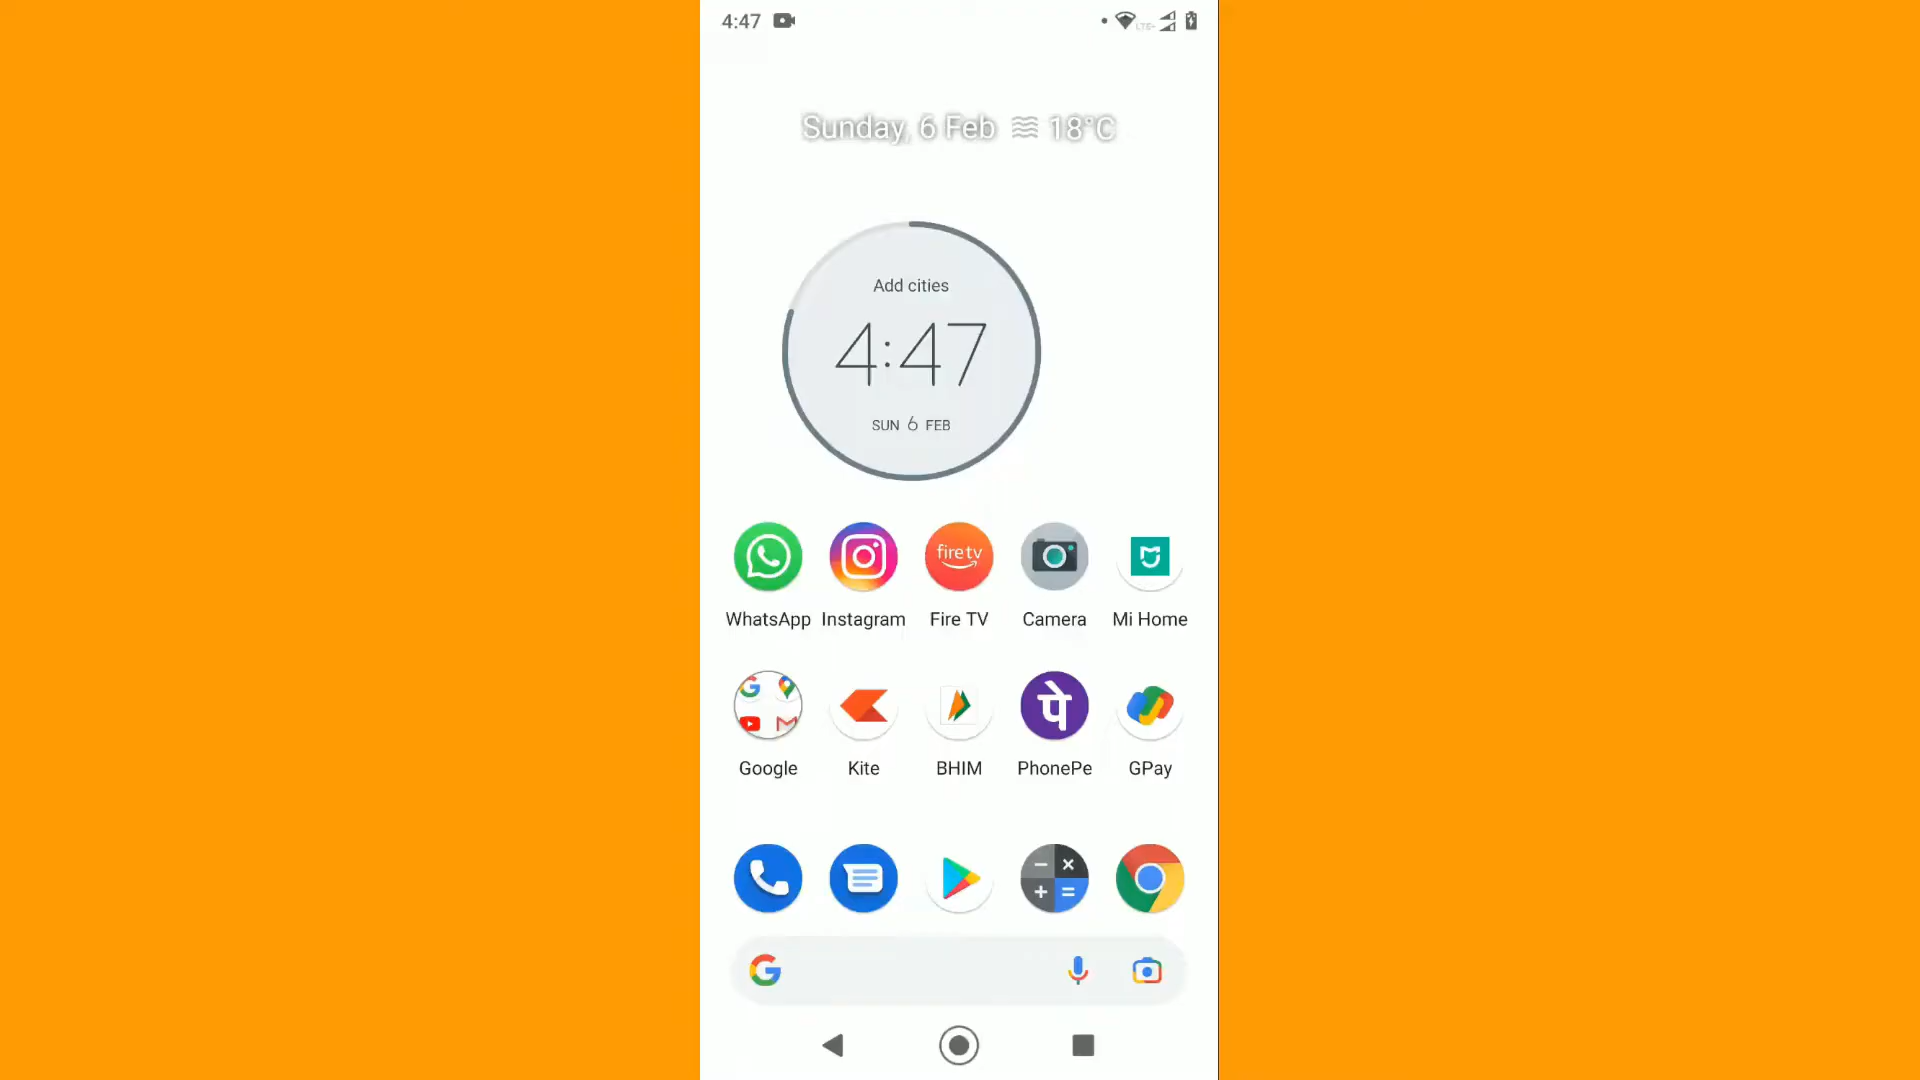 4:47 LTE+
Sunday, 6 Feb 18°C
Add cities
4:47
SUN 6 FEB
fire tv
WhatsApp Instagram Fire TV Camera Mi Home
पे
Google Kite BHIM PhonePe GPay